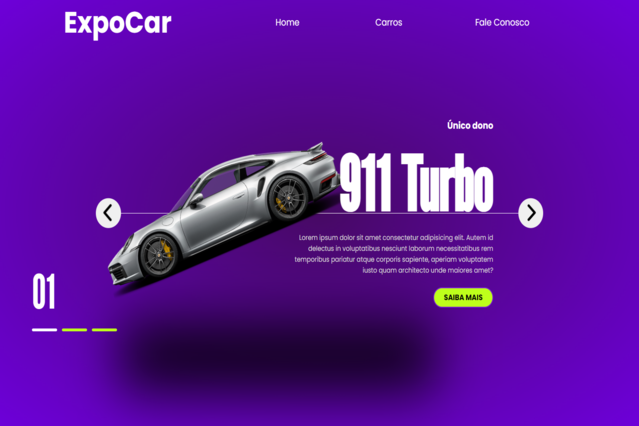 ExpoCar
Home
Carros
Fale Conosco
Único dono
911 Turbo
Lorem ipsum dolor sit amet consectetur adipisicing elit. Autem id
delectus in voluptatibus nesciunt laborum necessitatibus rem
temporibus pariatur atque corporis sapiente, aperiam voluptatem
iusto quam architecto unde maiores amet?
SAIBA MAIS
01